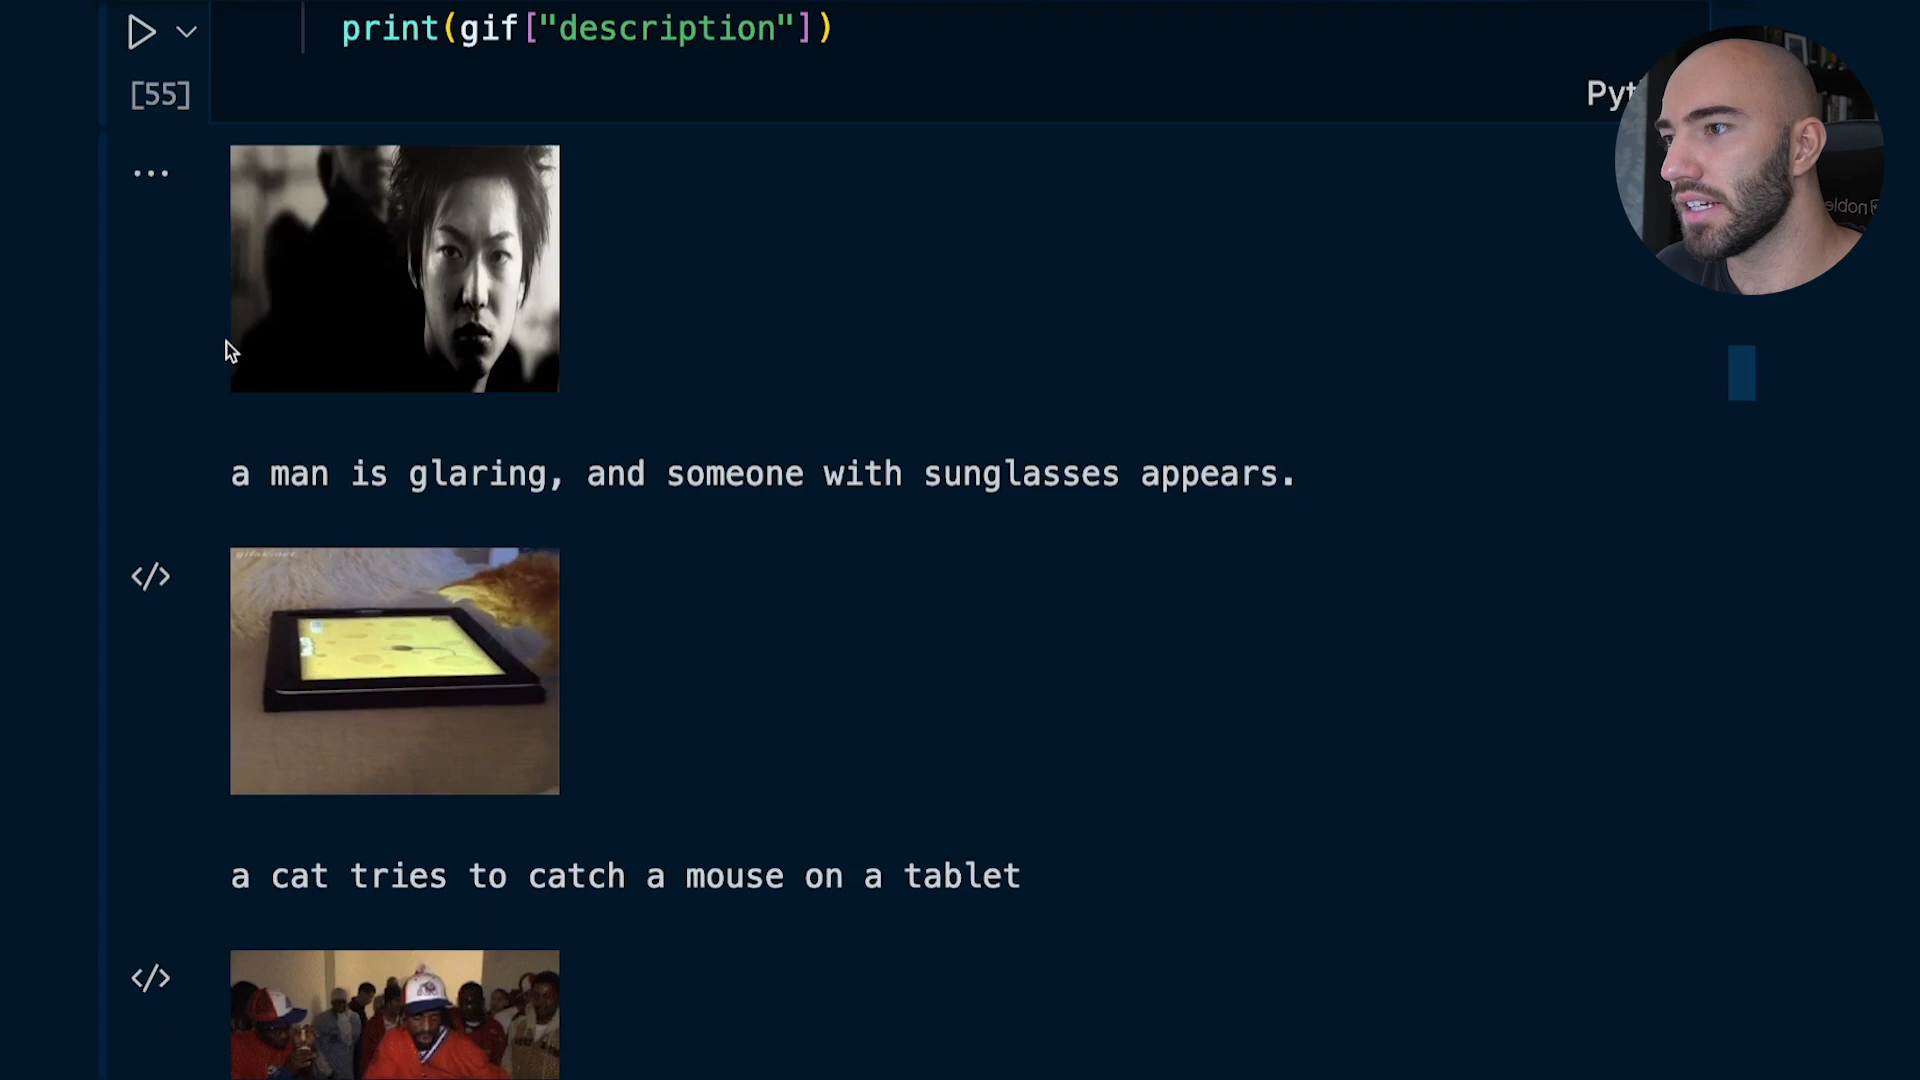 print(gif["description"])
[55]
Pyt
...
a man is glaring, and someone with sunglasses appears.
</>
a cat tries to catch a mouse on a tablet
</>
noble